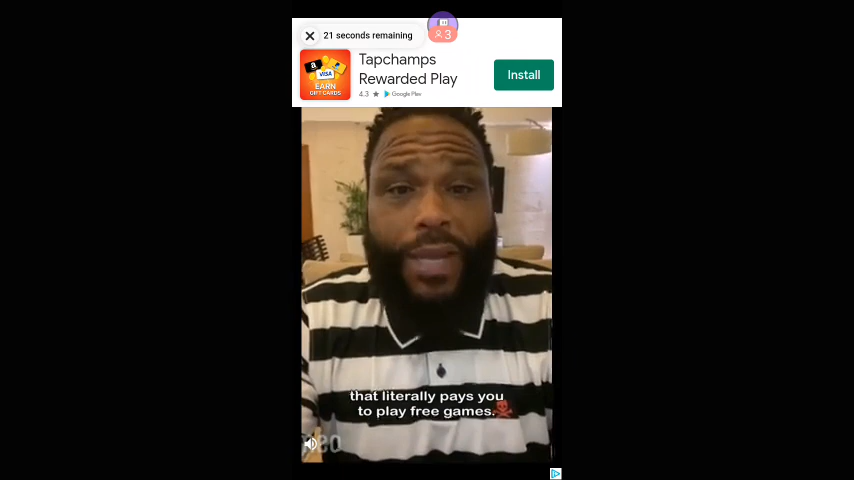 21 seconds remaining
3
Tapchamps
Rewarded Play
Install
4.3 ★ Google Play
a
VISA
EARN
GIFT CARDS
that literally pays you
to play free games.